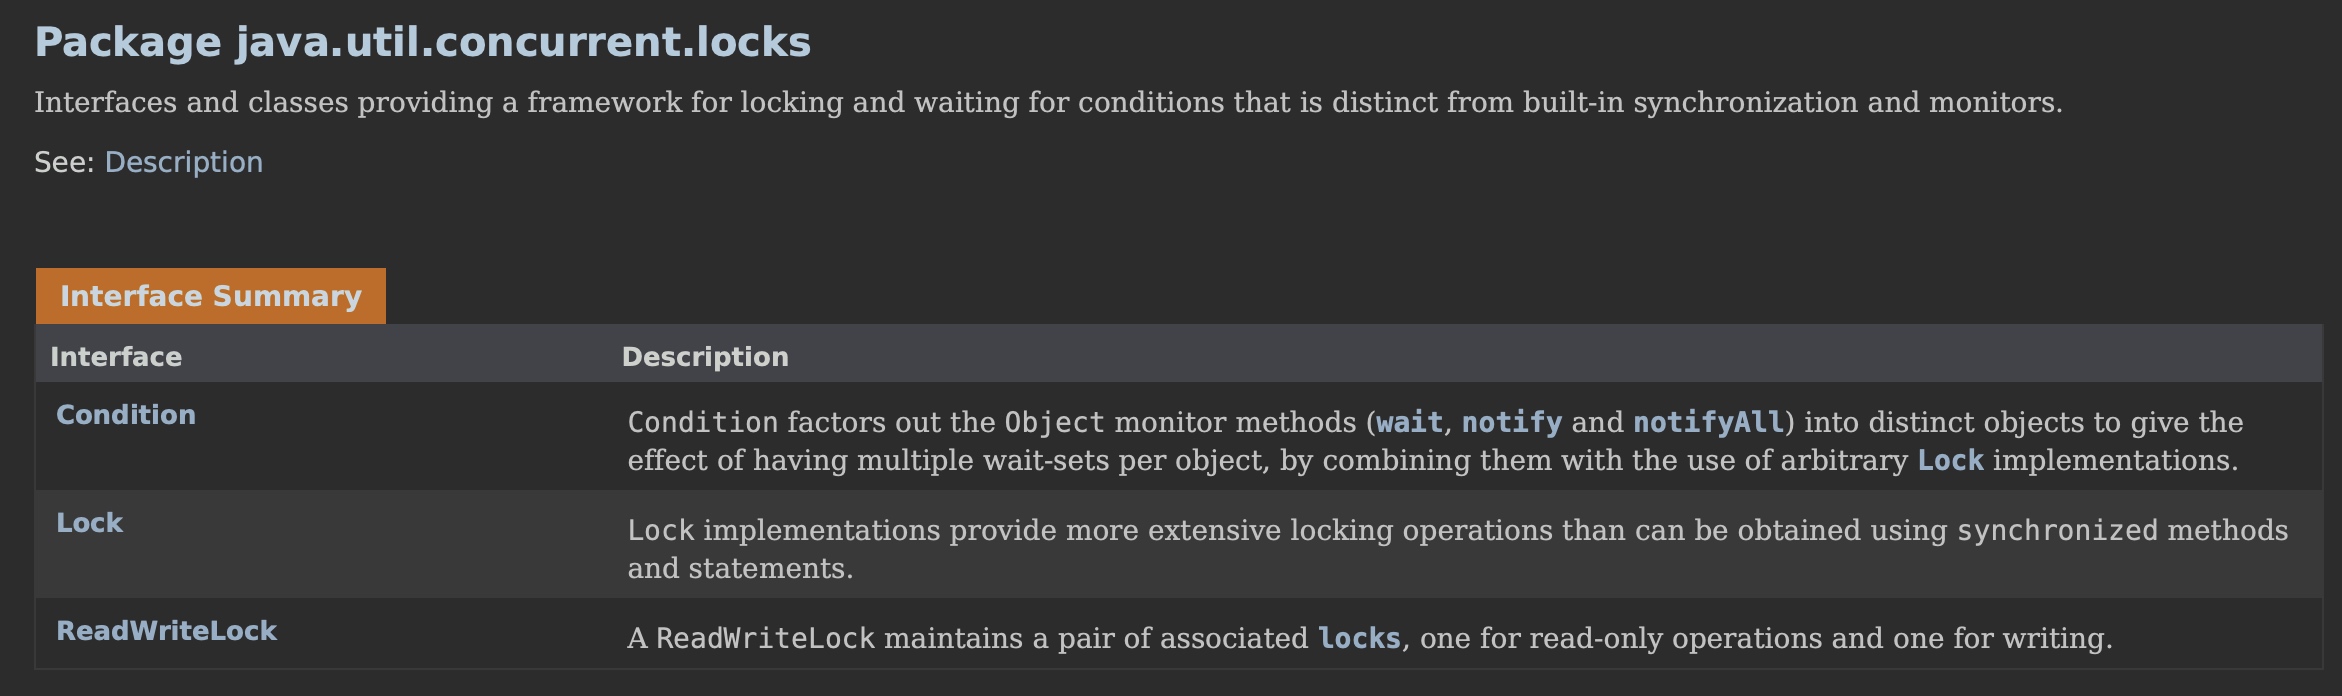 Package java.util.concurrent.locks
Interfaces and classes providing a framework for locking and waiting for conditions that is distinct from built-in synchronization and monitors.
See: Description
Interface Summary
Interface Description
Condition Condition factors out the Object monitor methods (wait, notify and notifyAll) into distinct objects to give the
effect of having multiple wait-sets per object, by combining them with the use of arbitrary Lock implementations.
Lock Lock implementations provide more extensive locking operations than can be obtained using synchronized methods
and statements.
ReadWriteLock A ReadWriteLock maintains a pair of associated locks, one for read-only operations and one for writing.